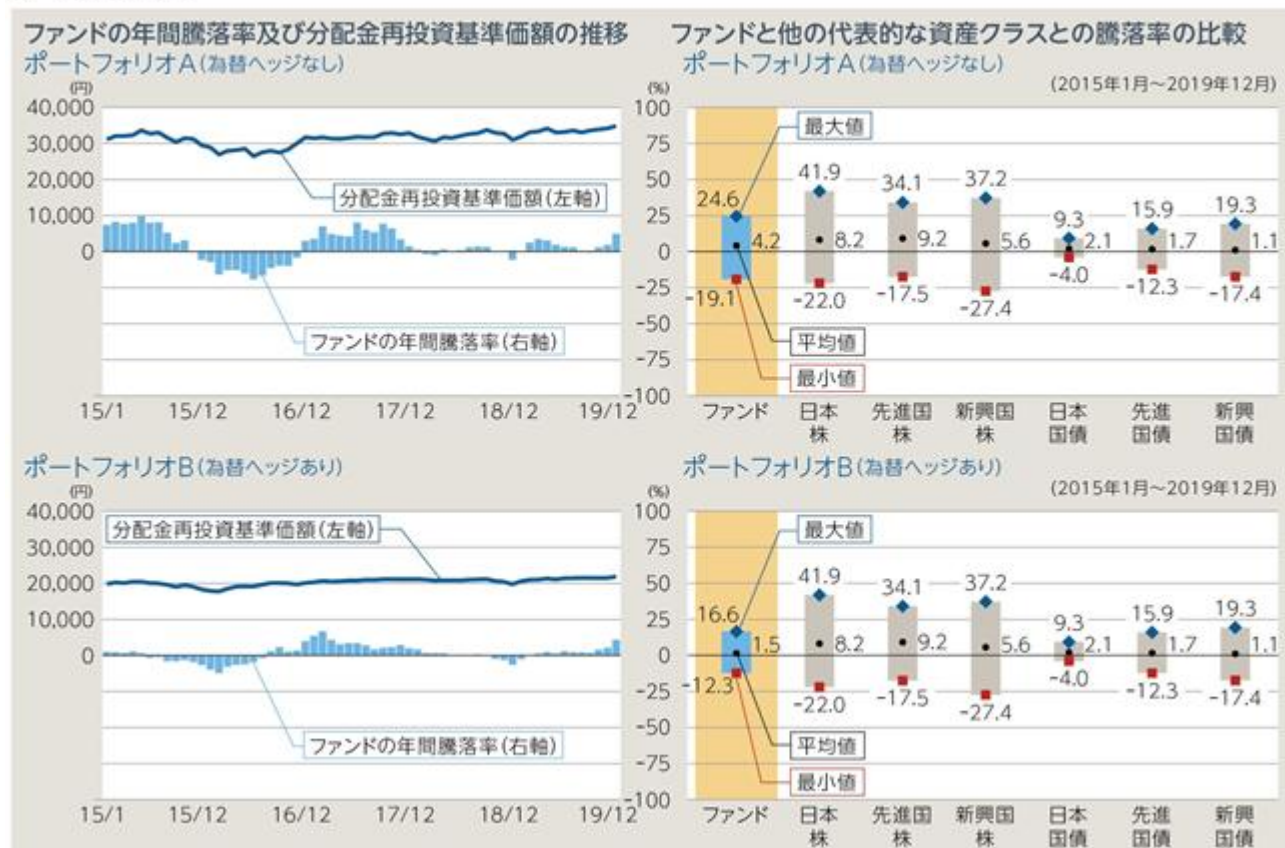 ファンドの年間騰落率及び分配金再投資基準価額の推移
ポートフォリオA(為替ヘッジなし)
(円)
40,000
30,000
20,000
10,000
0
分配金再投資基準価額(左軸)
ファンドの年間騰落率(右軸)
15/1 15/12 16/12 17/12 18/12 19/12
ファンドと他の代表的な資産クラスとの騰落率の比較
ポートフォリオA(為替ヘッジなし)
(2015年1月〜2019年12月)
(%)
100
75
50
25
0
-25
-50
-75
-100
最大値
24.6 41.9 34.1 37.2 9.3 15.9 19.3
4.2 8.2 9.2 5.6 2.1 1.7 1.1
-19.1 -22.0 -17.5 -27.4 -4.0 -12.3 -17.4
平均値
最小値
ファンド 日本 先進国 新興国 日本 先進 新興
株 株 株 国債 国債 国債
ポートフォリオB(為替ヘッジあり)
(円)
40,000
30,000
20,000
10,000
0
分配金再投資基準価額(左軸)
ファンドの年間騰落率(右軸)
15/1 15/12 16/12 17/12 18/12 19/12
ポートフォリオB(為替ヘッジあり)
(2015年1月〜2019年12月)
(%)
100
75
50
25
0
-25
-50
-75
-100
最大値
16.6 41.9 34.1 37.2 9.3 15.9 19.3
1.5 8.2 9.2 5.6 2.1 1.7 1.1
-12.3 -22.0 -17.5 -27.4 -4.0 -12.3 -17.4
平均値
最小値
ファンド 日本 先進国 新興国 日本 先進 新興
株 株 株 国債 国債 国債